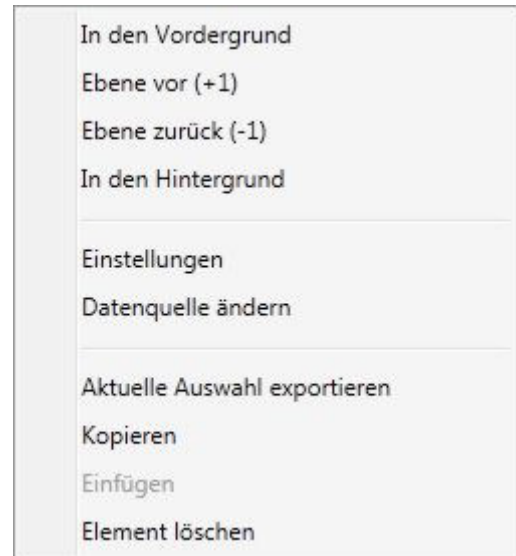 In den Vordergrund
Ebene vor (+1)
Ebene zurück (-1)
In den Hintergrund
Einstellungen
Datenquelle ändern
Aktuelle Auswahl exportieren
Kopieren
Einfügen
Element löschen